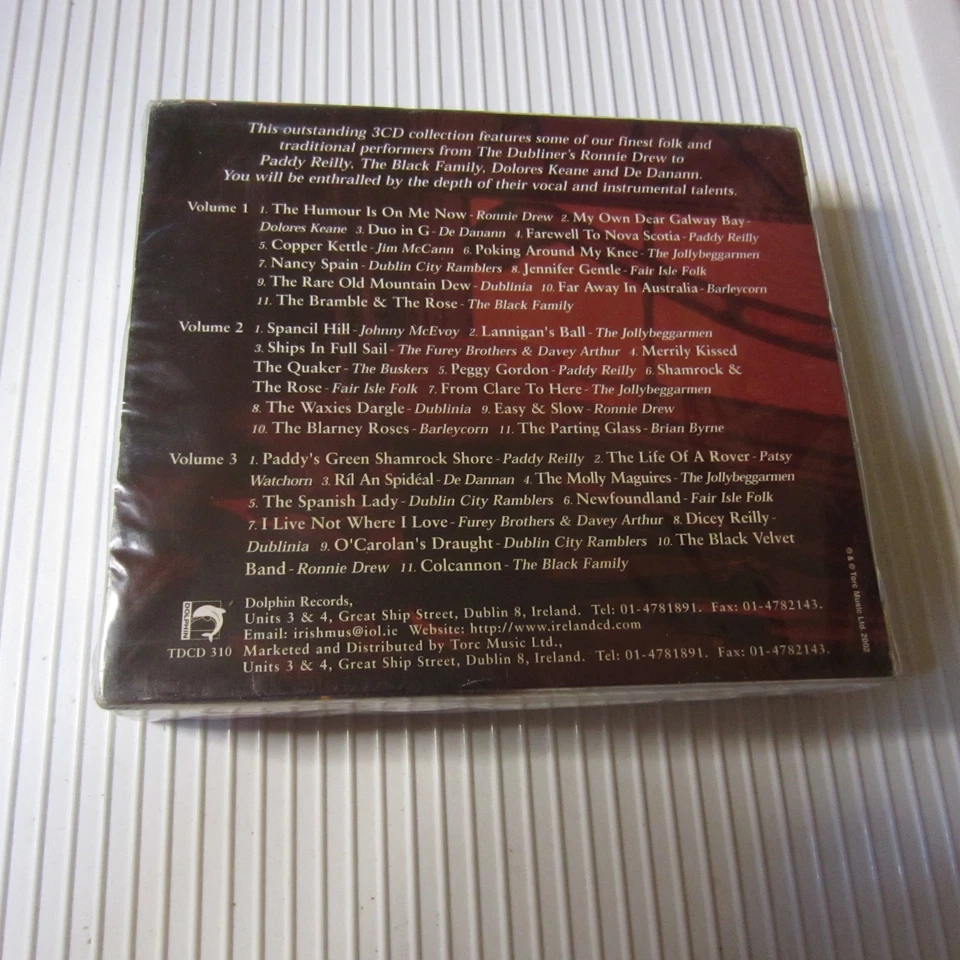 This outstanding 3CD collection features some of our finest folk and
traditional performers from The Dubliner's Ronnie Drew to
Paddy Reilly, The Black Family, Dolores Keane and De Danann.
You will be enthralled by the depth of their vocal and instrumental talents.
Volume 1 1. The Humour Is On Me Now - Ronnie Drew 2. My Own Dear Galway Bay -
Dolores Keane 3. Duo in G - De Danann 4. Farewell To Nova Scotia - Paddy Reilly
5. Copper Kettle - Jim McCann 6. Poking Around My Knee - The Jollybeggarmen
7. Nancy Spain - Dublin City Ramblers 8. Jennifer Gentle - Fair Isle Folk
9. The Rare Old Mountain Dew - Dublinia 10. Far Away In Australia - Barleycorn
11. The Bramble & The Rose - The Black Family
Volume 2 1. Spancil Hill - Johnny McEvoy 2. Lannigan's Ball - The Jollybeggarmen
3. Ships In Full Sail - The Furey Brothers & Davey Arthur 4. Merrily Kissed
The Quaker - The Buskers 5. Peggy Gordon - Paddy Reilly 6. Shamrock &
The Rose - Fair Isle Folk 7. From Clare To Here - The Jollybeggarmen
8. The Waxies Dargle - Dublinia 9. Easy & Slow - Ronnie Drew
10. The Blarney Roses - Barleycorn 11. The Parting Glass - Brian Byrne
Volume 3 1. Paddy's Green Shamrock Shore - Paddy Reilly 2. The Life Of A Rover - Patsy
Watchorn 3. Ríl An Spidéal - De Dannan 4. The Molly Maguires - The Jollybeggarmen
5. The Spanish Lady - Dublin City Ramblers 6. Newfoundland - Fair Isle Folk
7. I Live Not Where I Love - Furey Brothers & Davey Arthur 8. Dicey Reilly -
Dublinia 9. O'Carolan's Draught - Dublin City Ramblers 10. The Black Velvet
Band - Ronnie Drew 11. Colcannon - The Black Family
DOLPHIN
TDCD 310
Dolphin Records,
Units 3 & 4, Great Ship Street, Dublin 8, Ireland. Tel: 01-4781891. Fax: 01-4782143.
Email: irishmus@iol.ie Website: http://www.irelandcd.com
Marketed and Distributed by Torc Music Ltd.,
Units 3 & 4, Great Ship Street, Dublin 8, Ireland. Tel: 01-4781891. Fax: 01-4782143.
℗ & © Torc Music Ltd. 2002